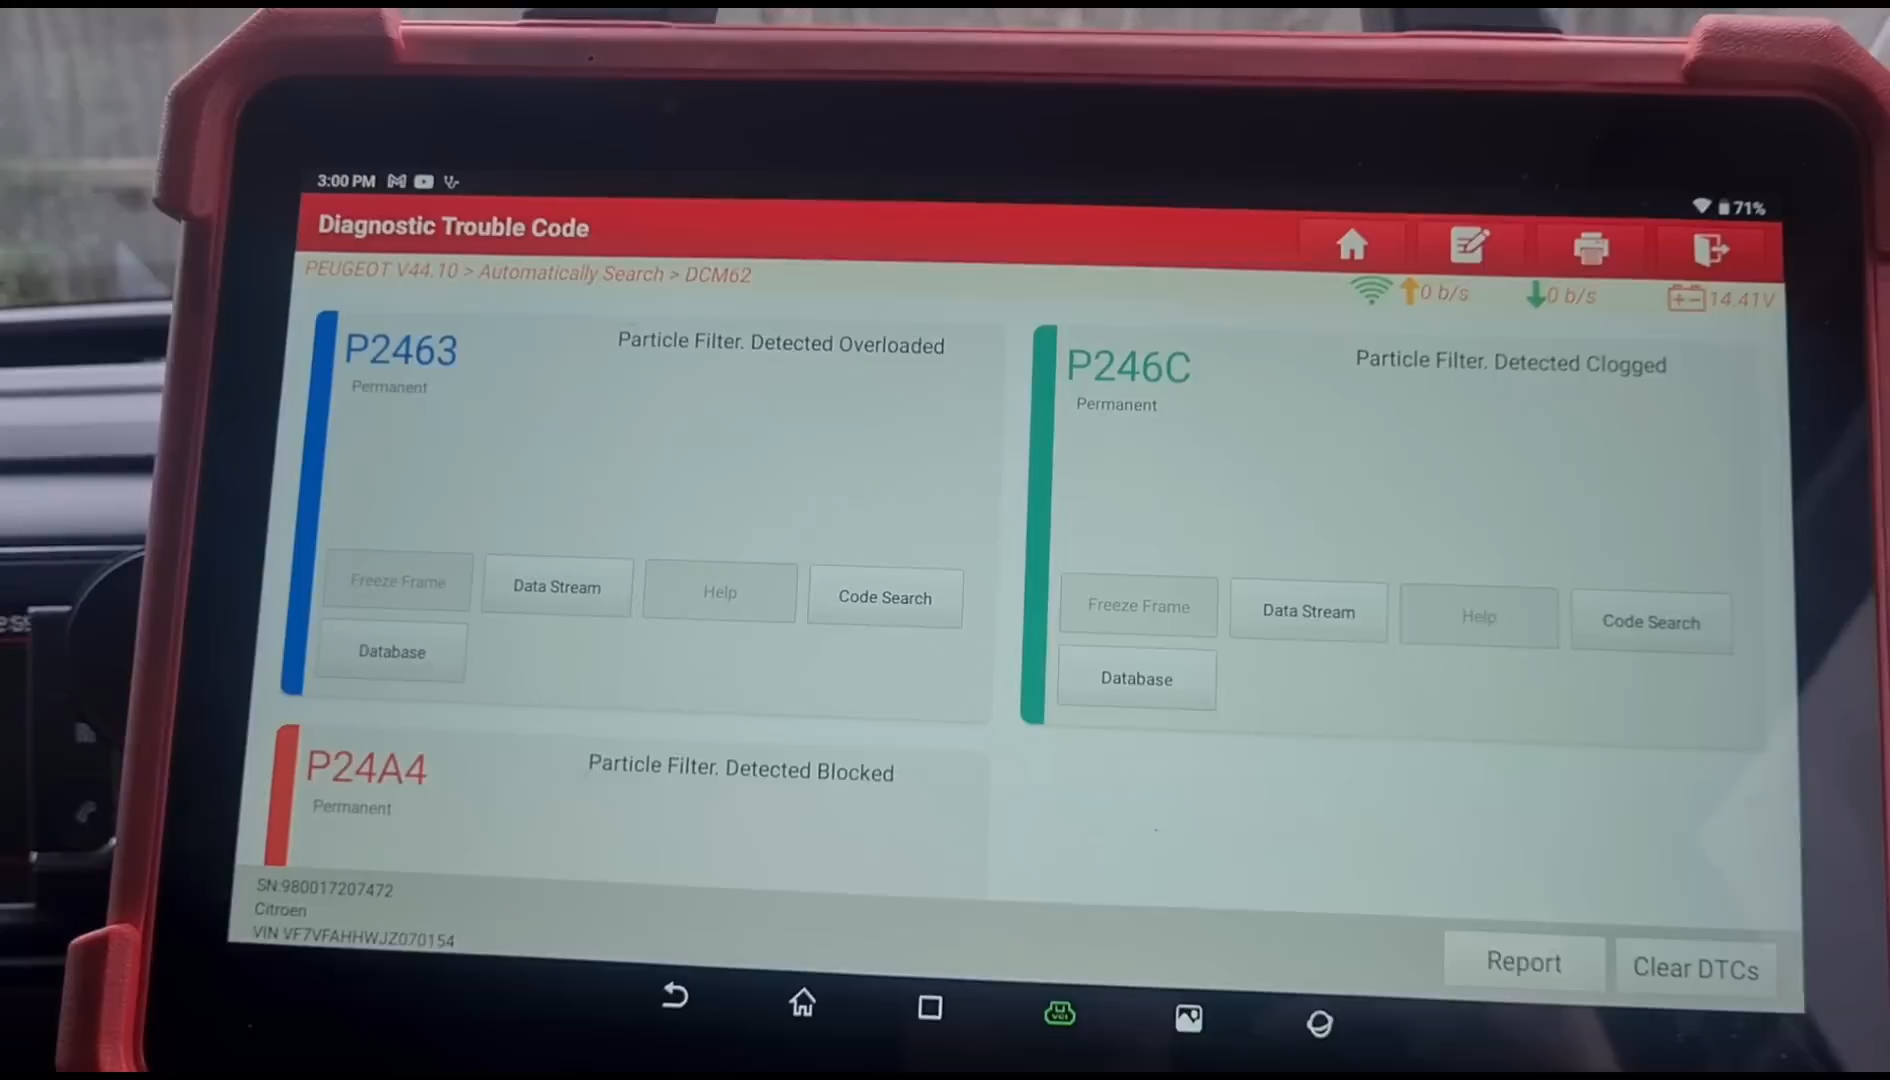 3:00 PM
71%
Diagnostic Trouble Code
PEUGEOT V44.10 > Automatically Search > DCM62
0 b/s
0 b/s
14.41V
P2463
Particle Filter. Detected Overloaded
Permanent
Freeze Frame
Data Stream
Help
Code Search
Database
P246C
Particle Filter. Detected Clogged
Permanent
Freeze Frame
Data Stream
Help
Code Search
Database
P24A4
Particle Filter. Detected Blocked
Permanent
SN:980017207472
Citroen
VIN VF7VFAHHWJZ070154
Report
Clear DTCs
VCI